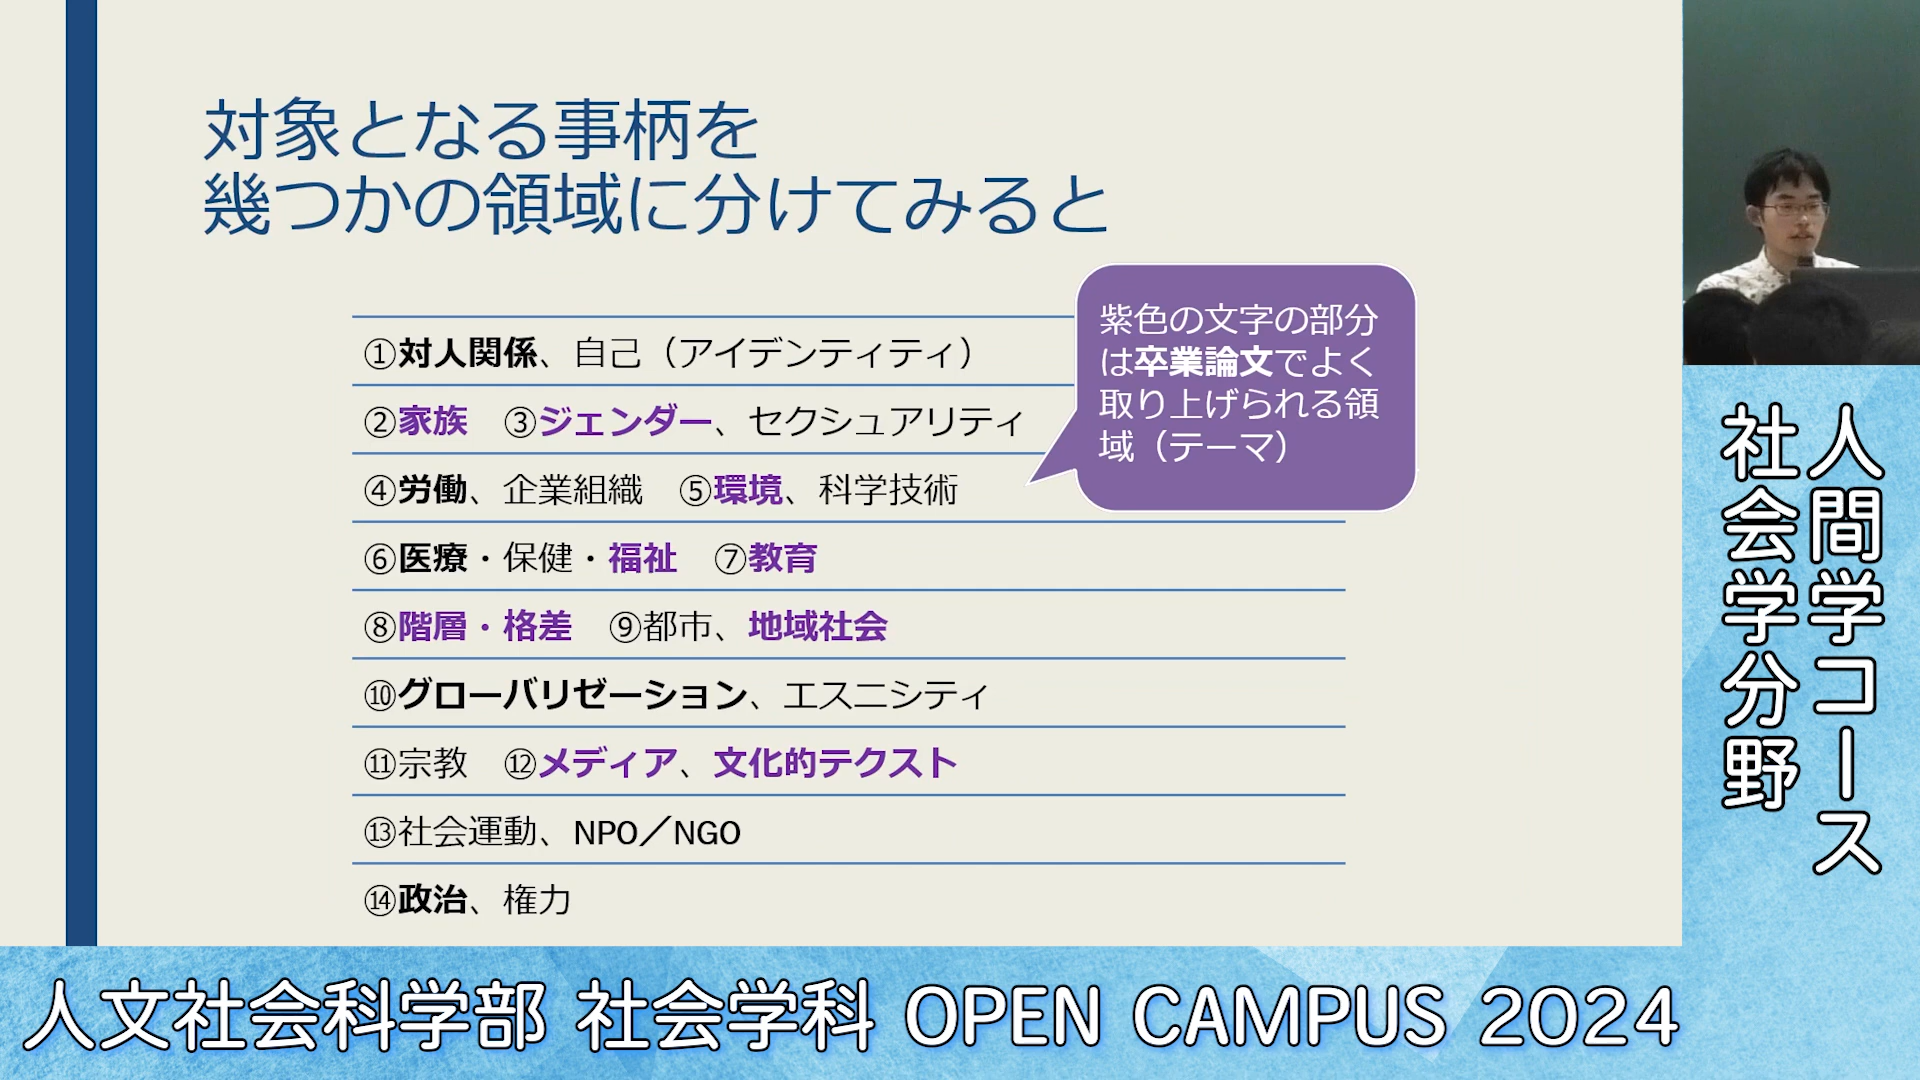 対象となる事柄を
幾つかの領域に分けてみると
①対人関係、自己（アイデンティティ）
②家族　③ジェンダー、セクシュアリティ
④労働、企業組織　⑤環境、科学技術
⑥医療・保健・福祉　⑦教育
⑧階層・格差　⑨都市、地域社会
⑩グローバリゼーション、エスニシティ
⑪宗教　⑫メディア、文化的テクスト
⑬社会運動、NPO／NGO
⑭政治、権力
紫色の文字の部分
は卒業論文でよく
取り上げられる領
域（テーマ）
人間学コース
社会学分野
人文社会科学部 社会学科 OPEN CAMPUS 2024